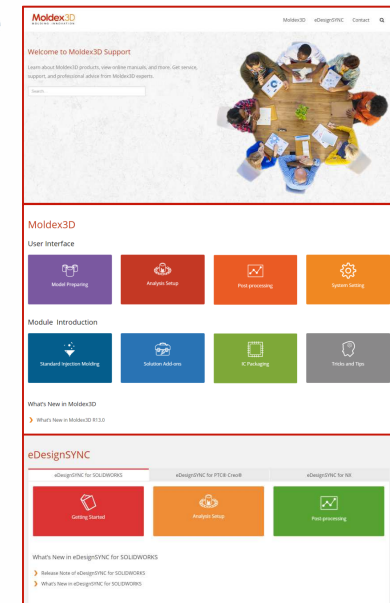 Moldex3D
MOLDING INNOVATION
Moldex3D eDesignSYNC Contact
Welcome to Moldex3D Support
Learn about Moldex3D products, view online manuals, and more. Get service,
support, and professional advise from Moldex3D experts.
Search
Moldex3D
User Interface
Model Preparing
Analysis Setup
Post-processing
System Setting
Module Introduction
Standard Injection Molding
Solution Add-ons
IC Packaging
Tricks and Tips
What's New in Moldex3D
What's New in Moldex3D R13.0
eDesignSYNC
eDesignSYNC for SOLIDWORKS
eDesignSYNC for PTC® Creo®
eDesignSYNC for NX
Getting Started
Analysis Setup
Post-processing
What's New in eDesignSYNC for SOLIDWORKS
Release Note of eDesignSYNC for SOLIDWORKS
What's New in eDesignSYNC for SOLIDWORKS